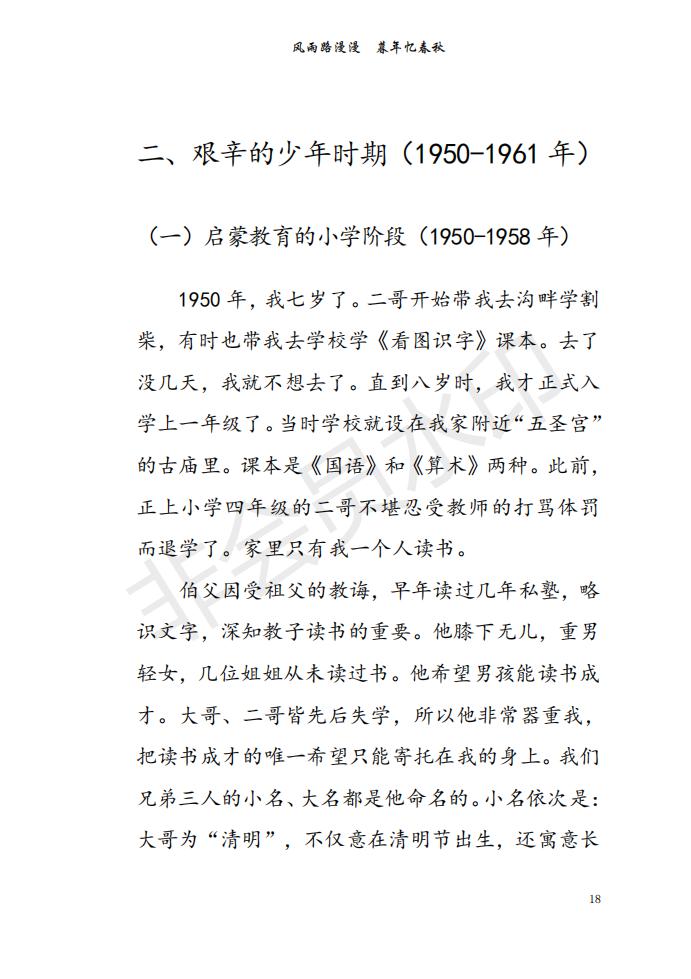 风雨路漫漫　暮年忆春秋
二、艰辛的少年时期（1950-1961 年）
（一）启蒙教育的小学阶段（1950-1958 年）
1950 年，我七岁了。二哥开始带我去沟畔学割
柴，有时也带我去学校学《看图识字》课本。去了
没几天，我就不想去了。直到八岁时，我才正式入
学上一年级了。当时学校就设在我家附近“五圣宫”
的古庙里。课本是《国语》和《算术》两种。此前，
正上小学四年级的二哥不堪忍受教师的打骂体罚
而退学了。家里只有我一个人读书。
伯父因受祖父的教诲，早年读过几年私塾，略
识文字，深知教子读书的重要。他膝下无儿，重男
轻女，几位姐姐从未读过书。他希望男孩能读书成
才。大哥、二哥皆先后失学，所以他非常器重我，
把读书成才的唯一希望只能寄托在我的身上。我们
兄弟三人的小名、大名都是他命名的。小名依次是：
大哥为“清明”，不仅意在清明节出生，还寓意长
18
非会员水印